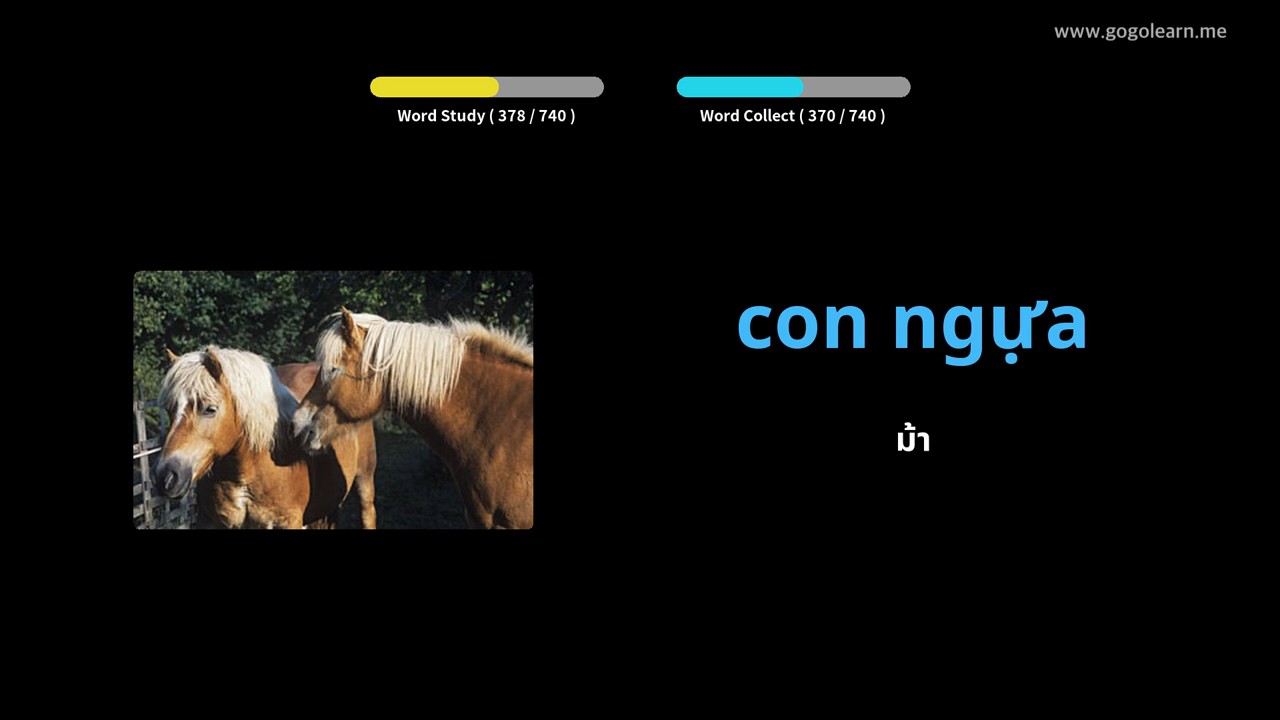 www.gogolearn.me
Word Study ( 378 / 740 )
Word Collect ( 370 / 740 )
con ngựa
ม้า